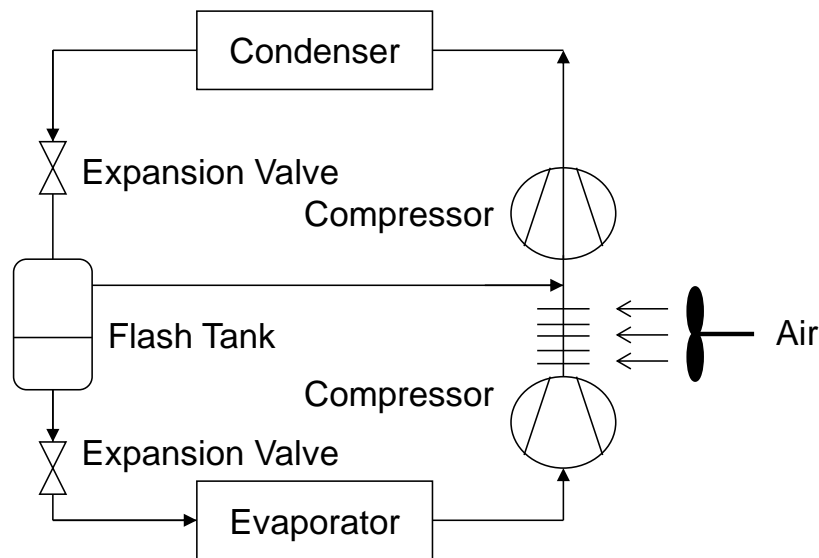 Condenser
Expansion Valve
Compressor
Flash Tank
Air
Compressor
Expansion Valve
Evaporator